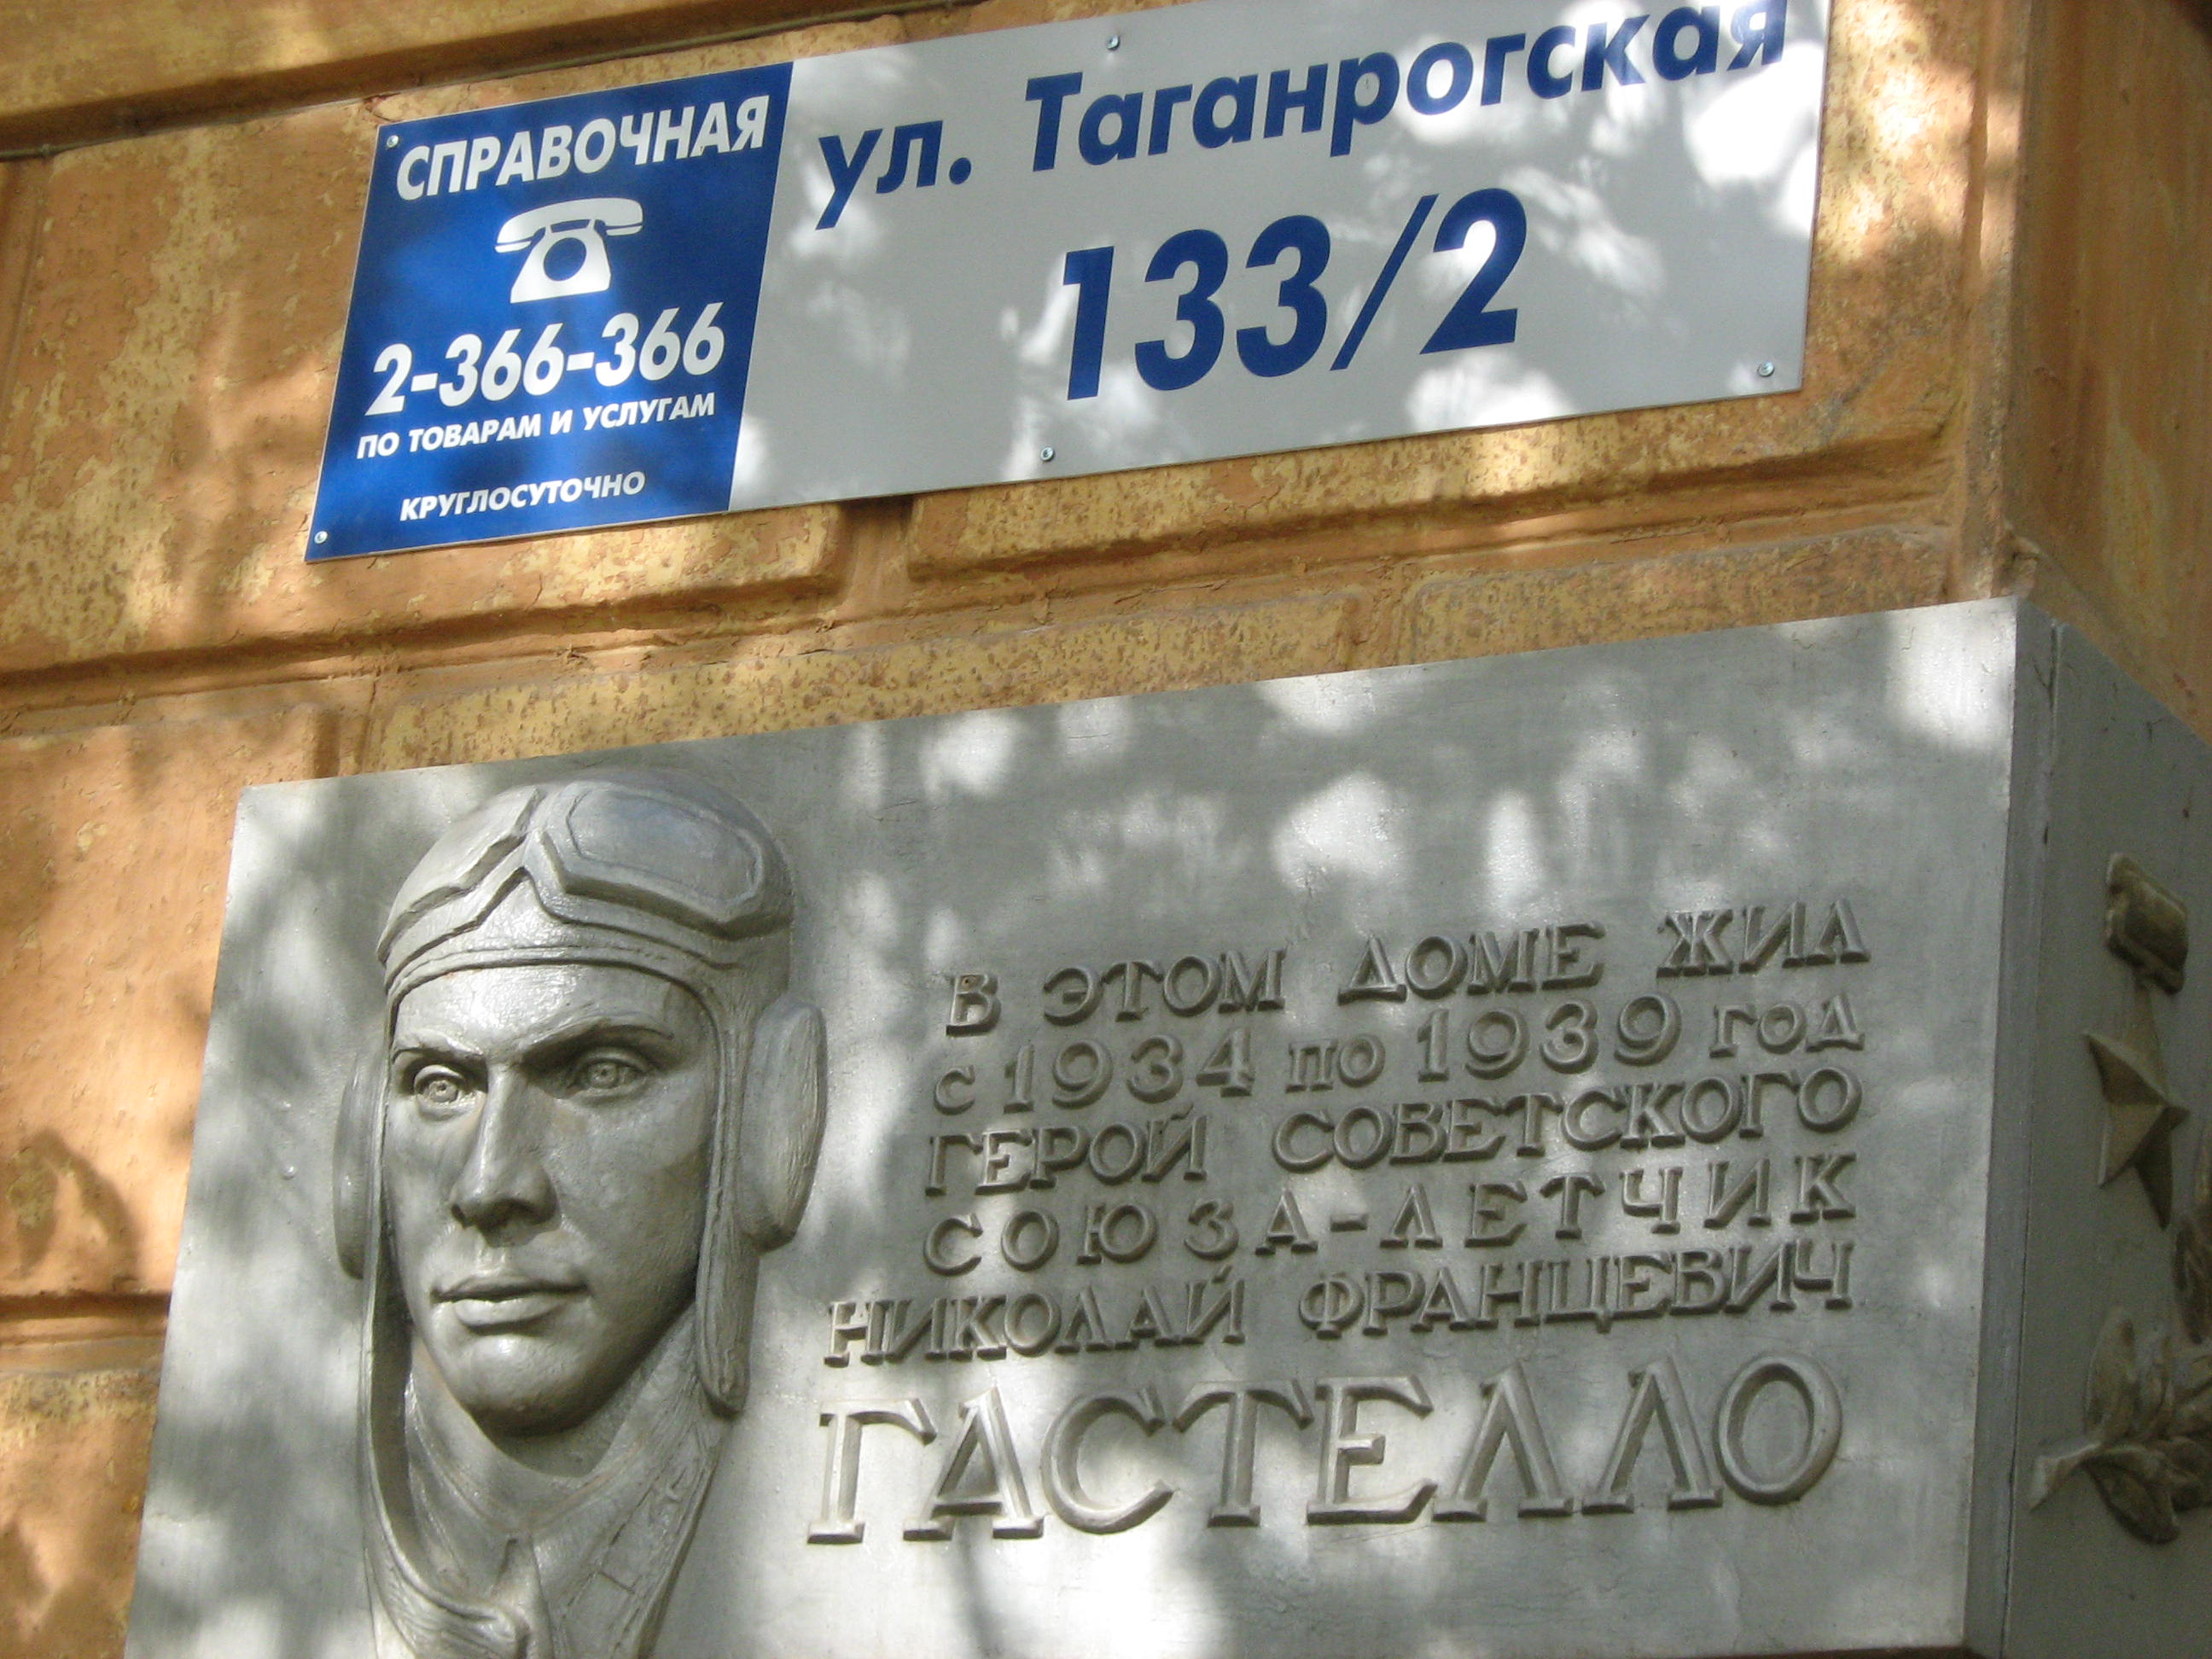 СПРАВОЧНАЯ
2-366-366
ПО ТОВАРАМ И УСЛУГАМ
КРУГЛОСУТОЧНО
ул. Таганрогская
133/2
В ЭТОМ ДОМЕ ЖИЛ
С 1934 ПО 1939 ГОД
ГЕРОЙ СОВЕТСКОГО
СОЮЗА-ЛЕТЧИК
НИКОЛАЙ ФРАНЦЕВИЧ
ГАСТЕЛЛО